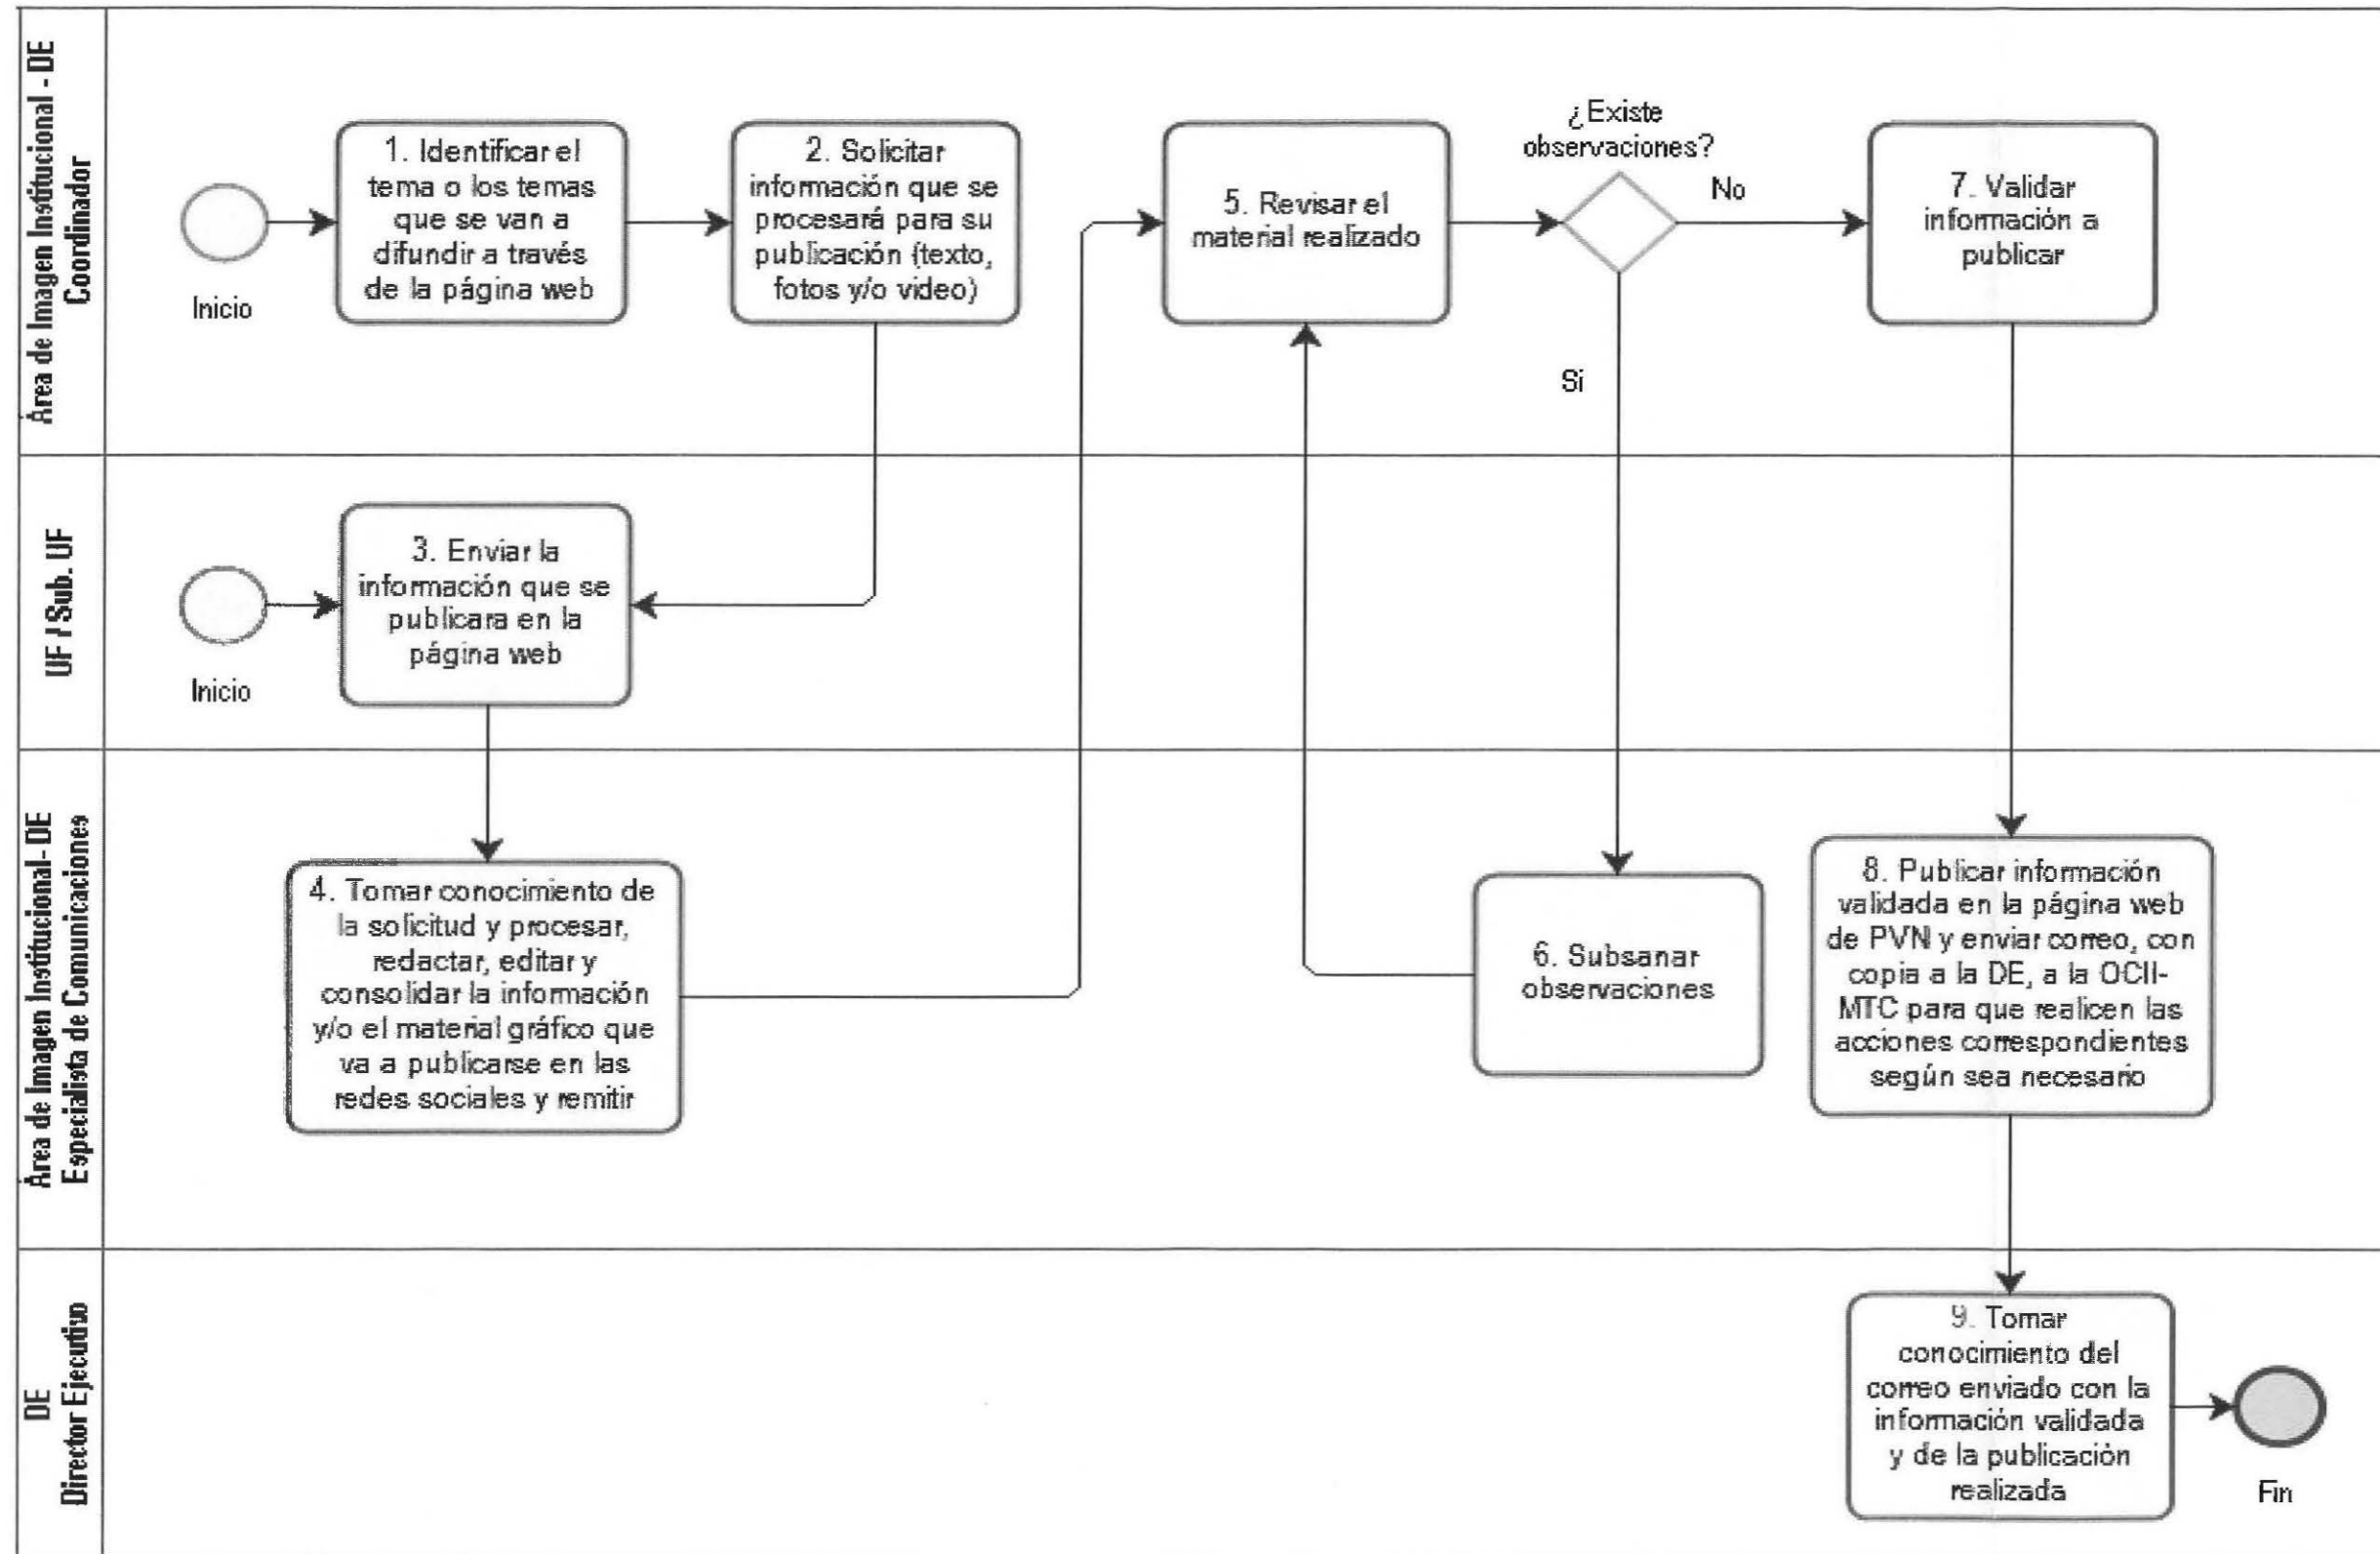 Área de Imagen Institucional - DE
Coordinador
Inicio
1. Identificar el
tema o los temas
que se van a
difundir a través
de la página web
2. Solicitar
información que se
procesará para su
publicación (texto,
fotos y/o video)
5. Revisar el
material realizado
¿Existe
observaciones?
No
Si
7. Validar
información a
publicar
UF / Sub. UF
Inicio
3. Enviar la
información que se
publicara en la
página web
Área de Imagen Institucional- DE
Especialista de Comunicaciones
4. Tomar conocimiento de
la solicitud y procesar,
redactar, editar y
consolidar la información
y/o el material gráfico que
va a publicarse en las
redes sociales y remitir
6. Subsanar
observaciones
8. Publicar información
validada en la página web
de PVN y enviar correo, con
copia a la DE, a la OCII-
MTC para que realicen las
acciones correspondientes
según sea necesario
DE
Director Ejecutivo
9. Tomar
conocimiento del
correo enviado con la
información validada
y de la publicación
realizada
Fin